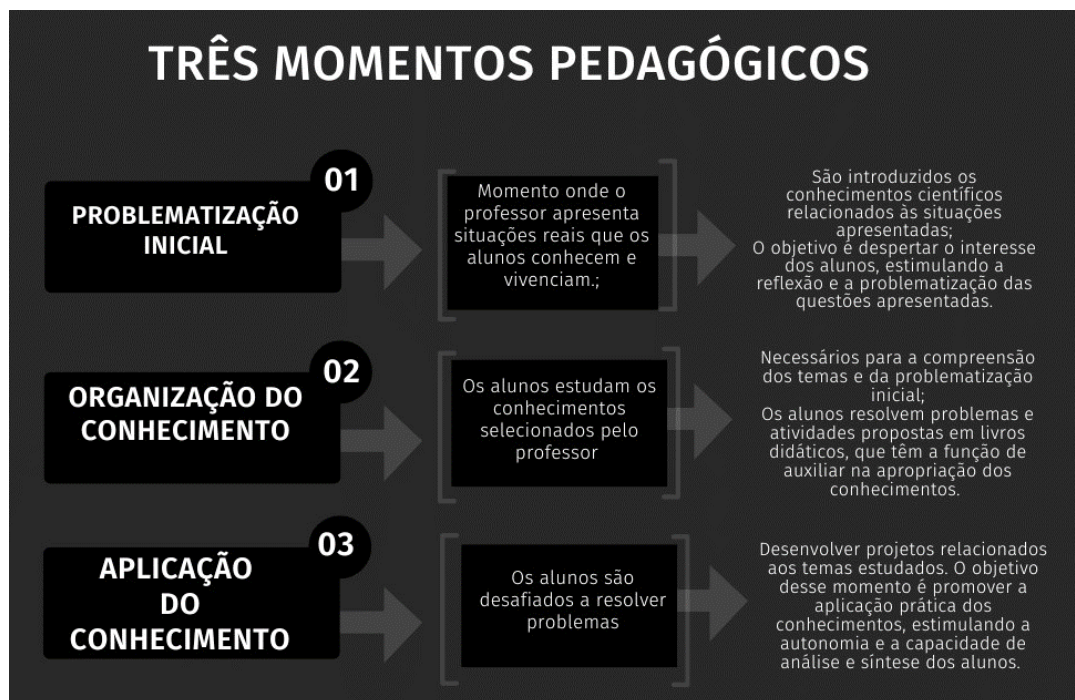 TRÊS MOMENTOS PEDAGÓGICOS
01
PROBLEMATIZAÇÃO
INICIAL
Momento onde o
professor apresenta
situações reais que os
alunos conhecem e
vivenciam.;
São introduzidos os
conhecimentos científicos
relacionados às situações
apresentadas;
O objetivo é despertar o interesse
dos alunos, estimulando a
reflexão e a problematização das
questões apresentadas.
02
ORGANIZAÇÃO DO
CONHECIMENTO
Os alunos estudam os
conhecimentos
selecionados pelo
professor
Necessários para a compreensão
dos temas e da problematização
inicial;
Os alunos resolvem problemas e
atividades propostas em livros
didáticos, que têm a função de
auxiliar na apropriação dos
conhecimentos.
03
APLICAÇÃO
DO
CONHECIMENTO
Os alunos são
desafiados a resolver
problemas
Desenvolver projetos relacionados
aos temas estudados. O objetivo
desse momento é promover a
aplicação prática dos
conhecimentos, estimulando a
autonomia e a capacidade de
análise e síntese dos alunos.